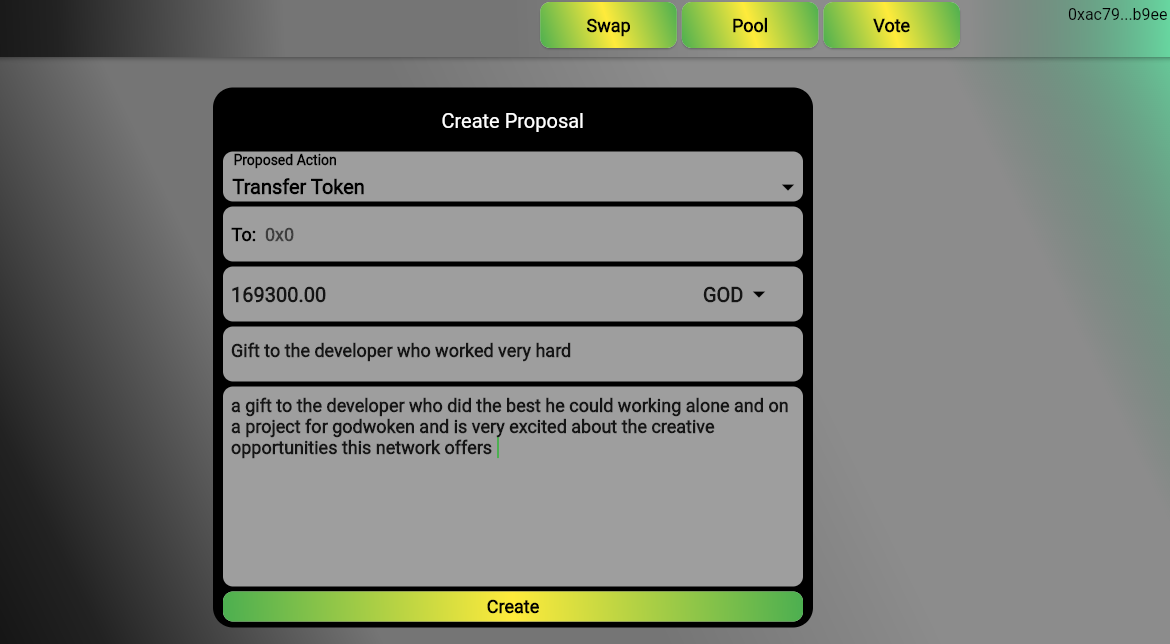 Swap Pool Vote 0xac79...b9ee
Create Proposal
Proposed Action
Transfer Token
To: 0x0
169300.00 GOD
Gift to the developer who worked very hard
a gift to the developer who did the best he could working alone and on
a project for godwoken and is very excited about the creative
opportunities this network offers
Create